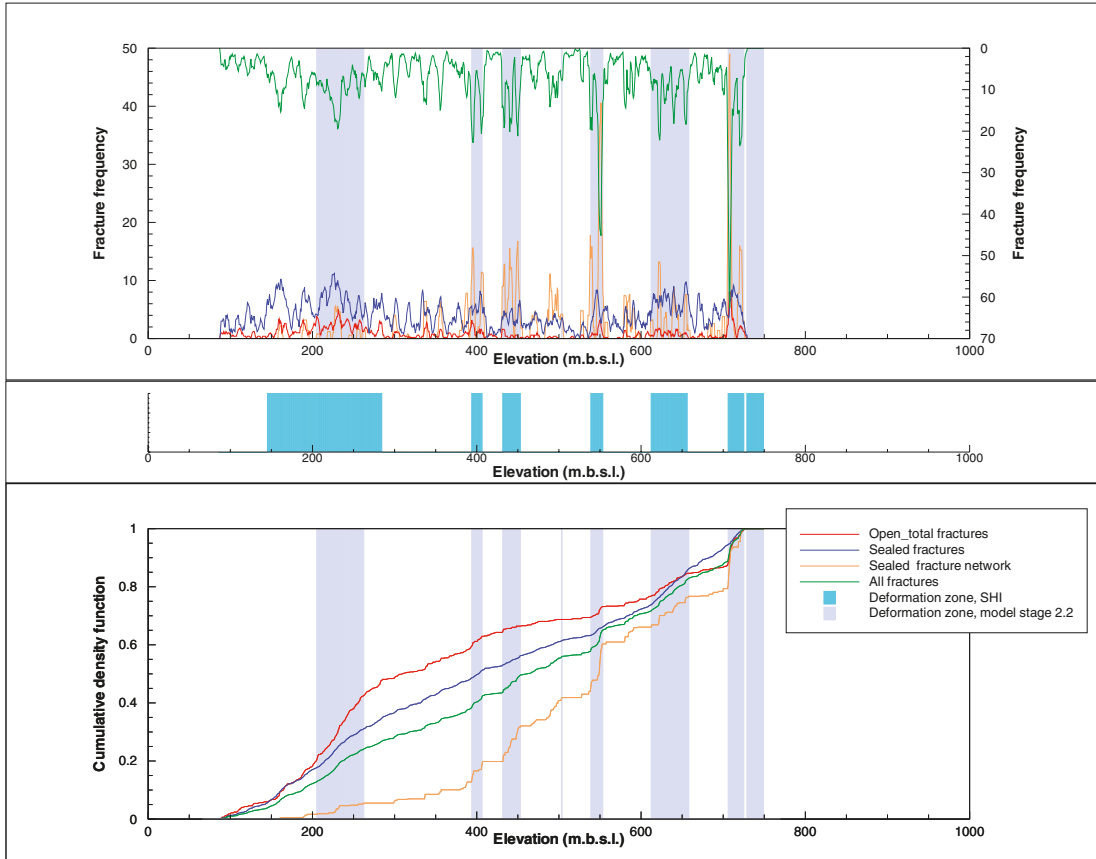 50
40
30
20
10
0
Fracture frequency
0
10
20
30
40
50
60
70
Fracture frequency
0 200 400 600 800 1000
Elevation (m.b.s.l.)
0 200 400 600 800 1000
Elevation (m.b.s.l.)
1
0.8
0.6
0.4
0.2
0
Cumulative density function
Open_total fractures
Sealed fractures
Sealed fracture network
All fractures
Deformation zone, SHI
Deformation zone, model stage 2.2
0 200 400 600 800 1000
Elevation (m.b.s.l.)